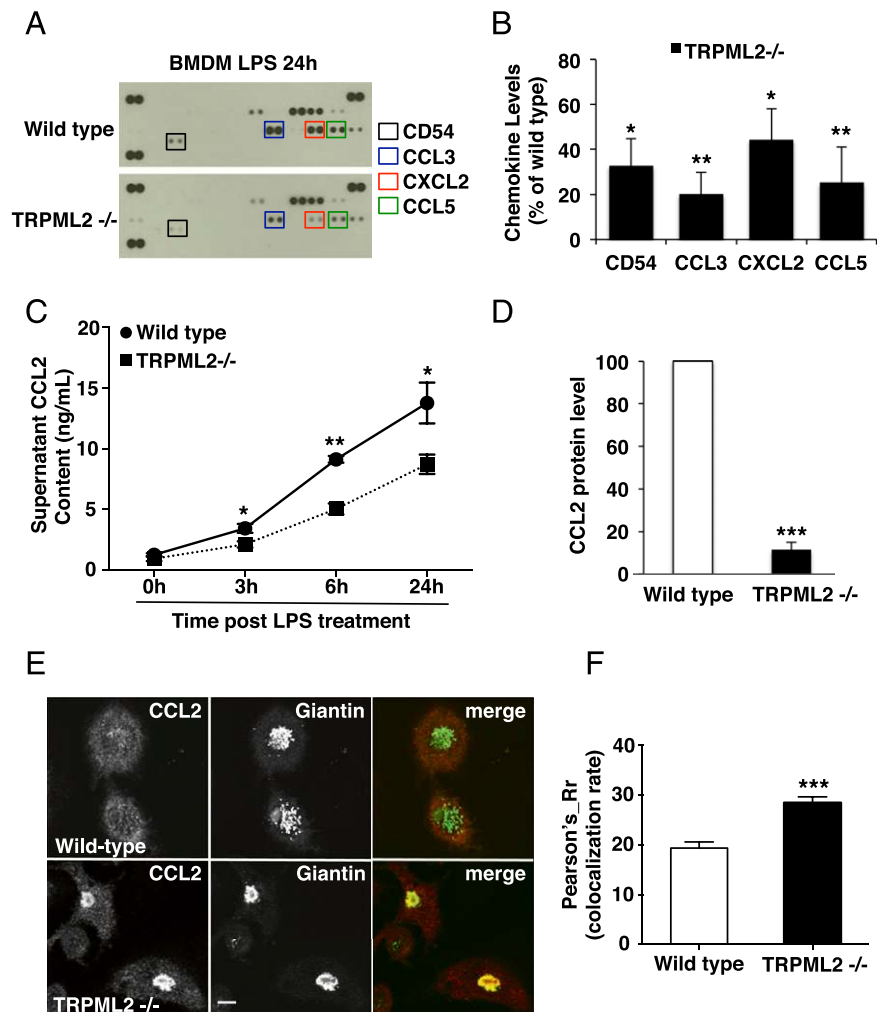 A
BMDM LPS 24h
Wild type
TRPML2 -/-
CD54
CCL3
CXCL2
CCL5
B
TRPML2-/-
Chemokine Levels
(% of wild type)
80
60
40
20
0
*
**
*
**
CD54
CCL3
CXCL2
CCL5
C
Wild type
TRPML2-/-
Supernatant CCL2
Content (ng/mL)
20
15
10
5
0
*
**
*
0h
3h
6h
24h
Time post LPS treatment
D
CCL2 protein level
100
80
60
40
20
0
***
Wild type
TRPML2 -/-
E
CCL2
Giantin
merge
Wild-type
CCL2
Giantin
merge
TRPML2 -/-
F
Pearson's_Rr
(colocalization rate)
40
30
20
10
0
***
Wild type
TRPML2 -/-